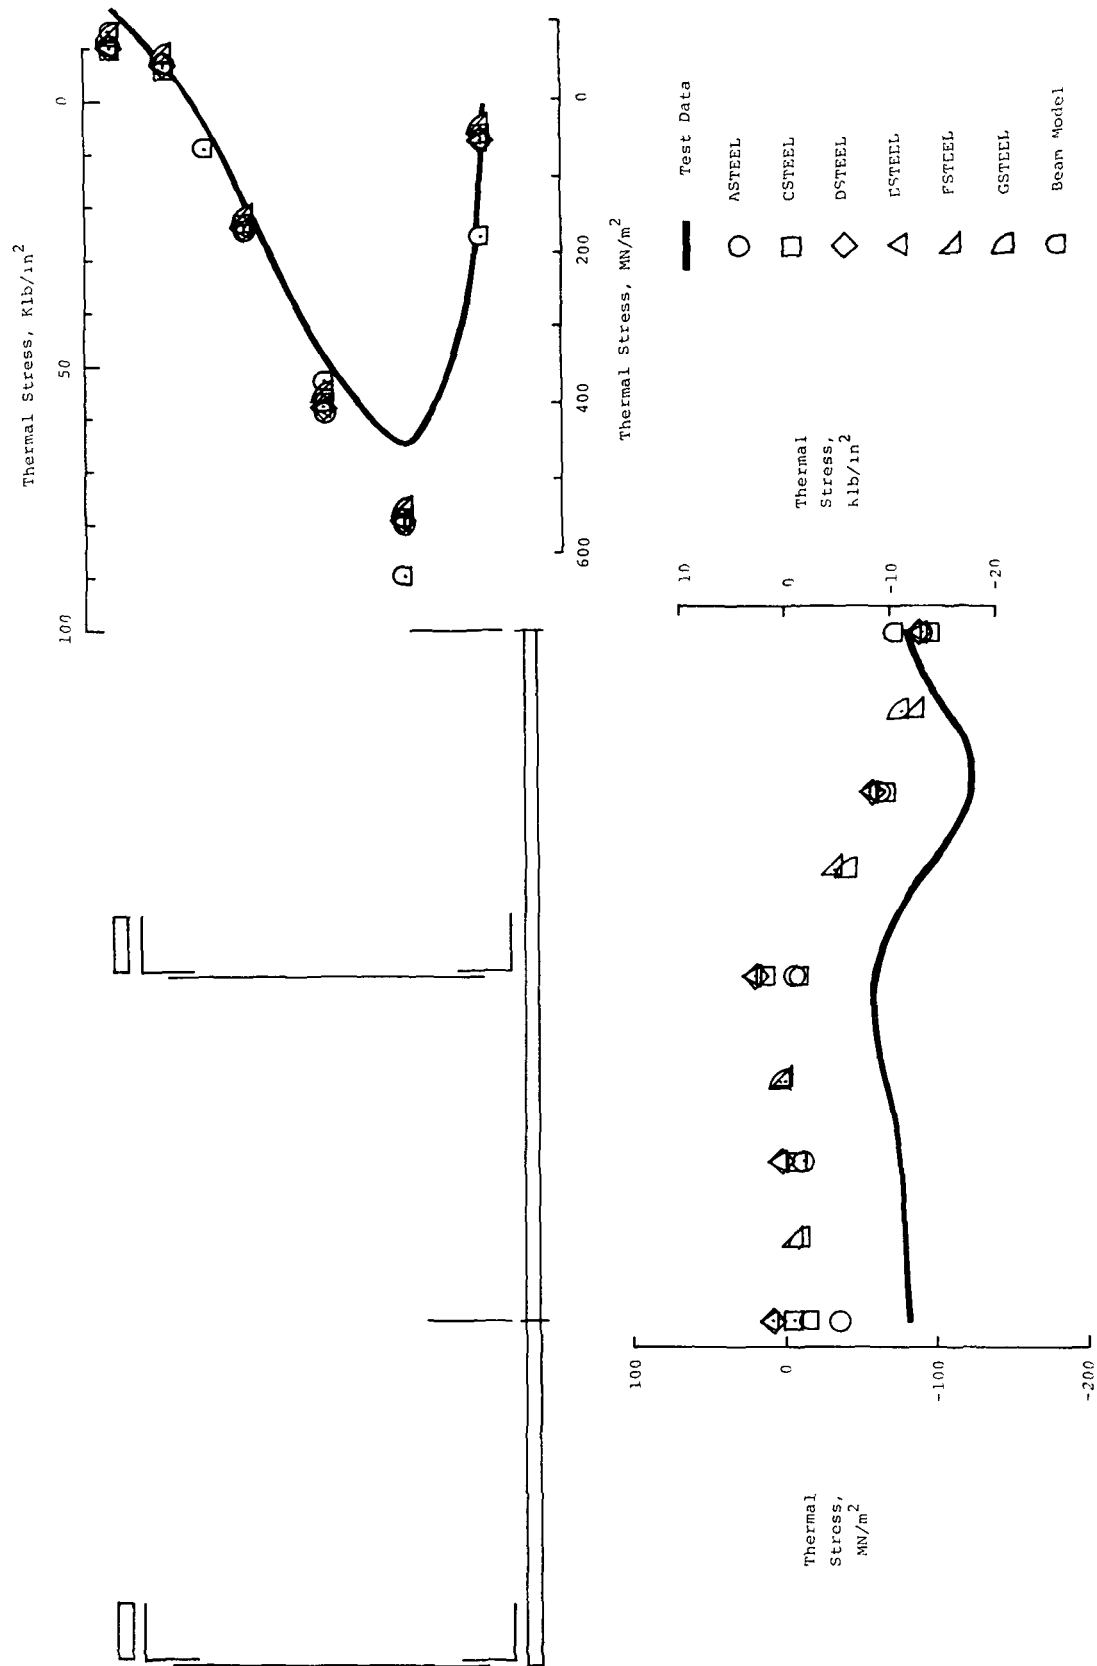 Thermal Stress, Klb/in2
100
50
0
600
400
200
0
Thermal Stress, MN/m2
Test Data
ASTEEL
CSTEEL
DSTEEL
ESTEEL
FSTEEL
GSTEEL
Beam Model
Thermal
Stress,
klb/in2
10
0
-10
-20
100
0
-100
-200
Thermal
Stress,
MN/m2